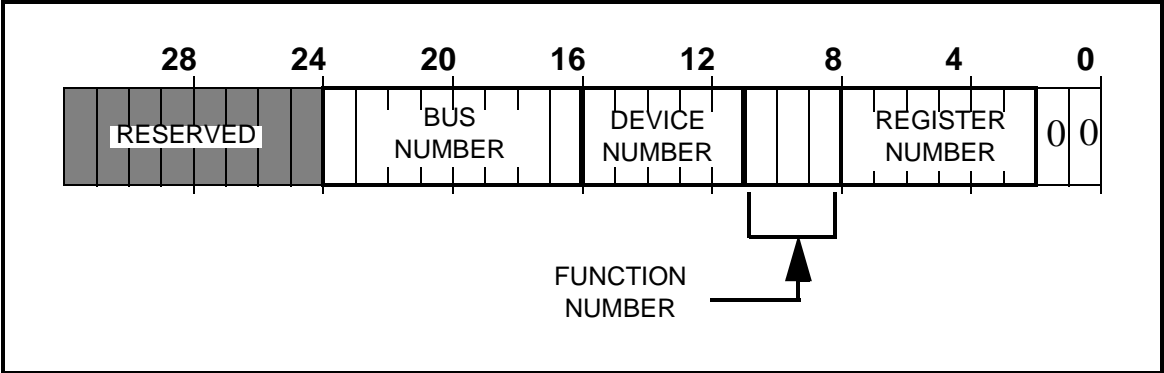 28 24 20 16 12 8 4 0
RESERVED
BUS
NUMBER
DEVICE
NUMBER
REGISTER
NUMBER
0 0
FUNCTION
NUMBER